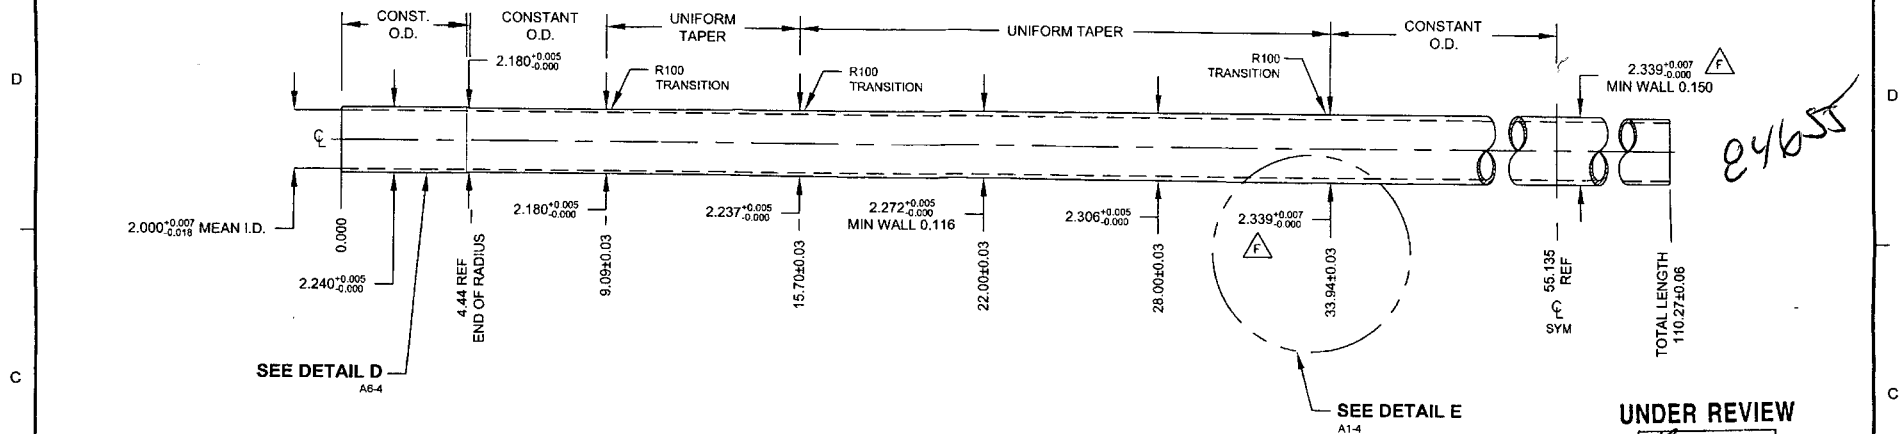 CONST. O.D.
CONSTANT O.D.
UNIFORM TAPER
UNIFORM TAPER
CONSTANT O.D.
2.180 +0.005 -0.000
R100 TRANSITION
R100 TRANSITION
R100 TRANSITION
2.339 +0.007 -0.000
MIN WALL 0.150
F
D
D
84655
℄
2.000 +0.007 -0.018 MEAN I.D.
0.000
2.240 +0.005 -0.000
4.44 REF
END OF RADIUS
2.180 +0.005 -0.000
9.09±0.03
2.237 +0.005 -0.000
15.70±0.03
2.272 +0.005 -0.000
MIN WALL 0.116
22.00±0.03
2.306 +0.005 -0.000
28.00±0.03
2.339 +0.007 -0.000
F
33.94±0.03
55.135
REF
℄
SYM
TOTAL LENGTH
110.27±0.06
SEE DETAIL D
A6-4
SEE DETAIL E
A1-4
C
C
UNDER REVIEW